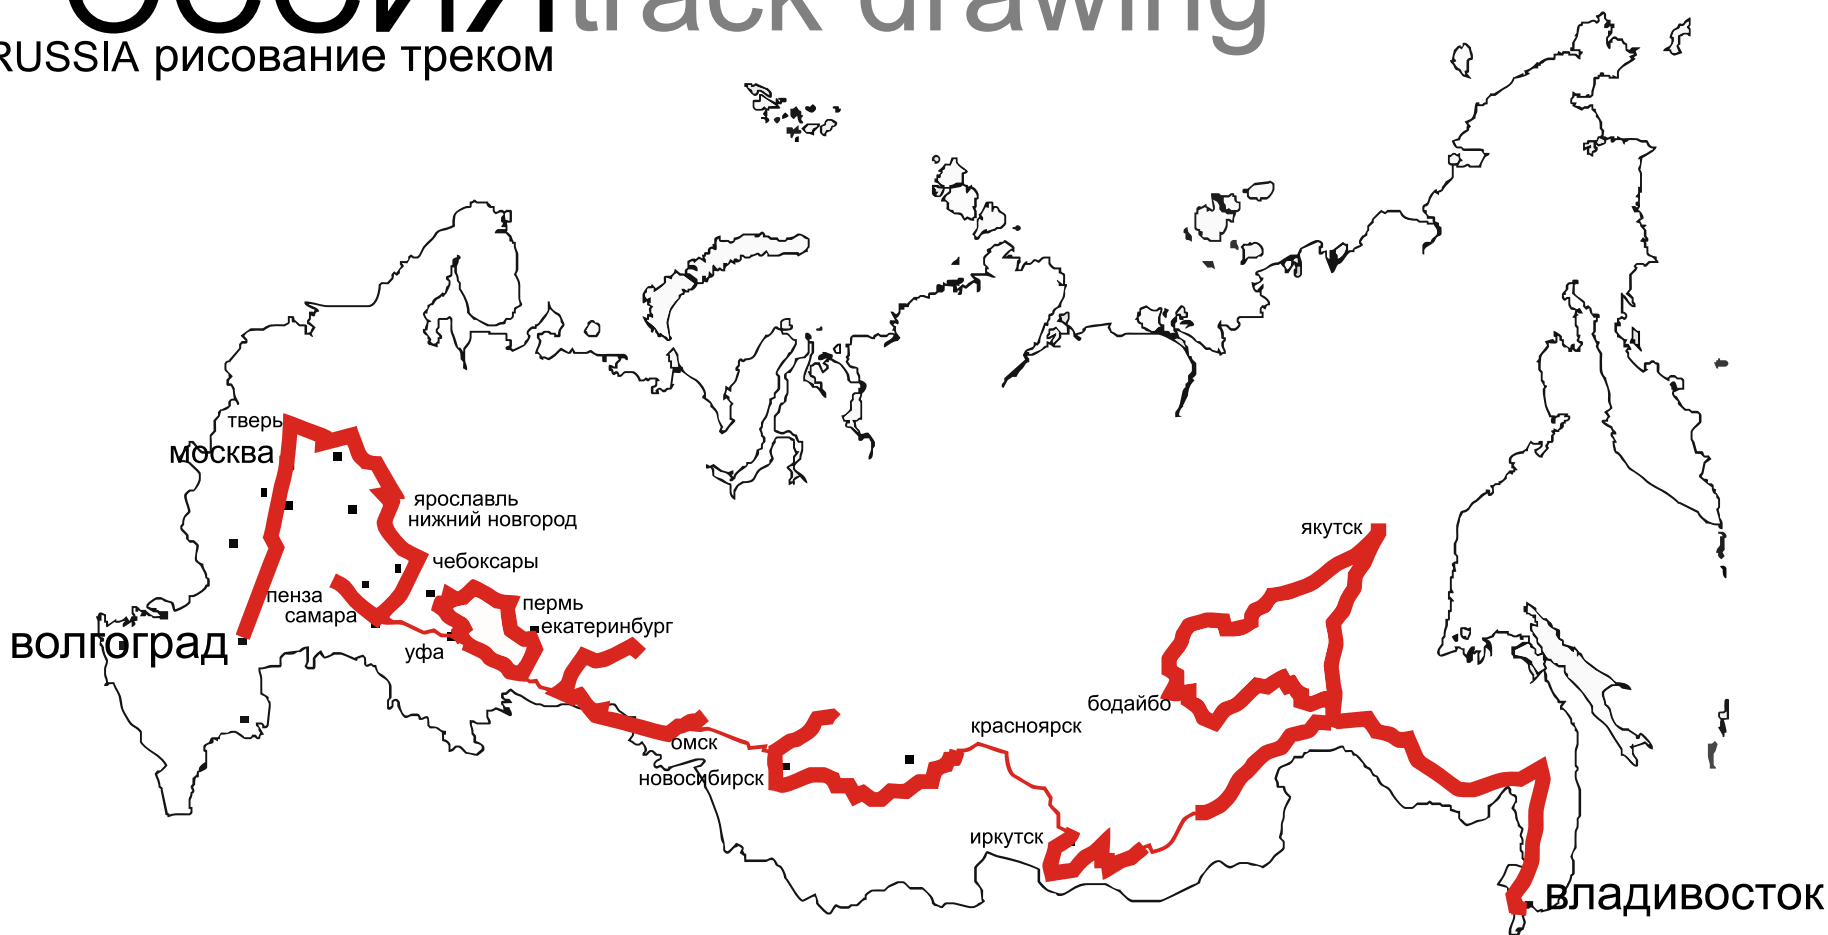 оссия track drawing
RUSSIA рисование треком
тверь
москва
ярославль
нижний новгород
чебоксары
пенза
самара
пермь
екатеринбург
волгоград
уфа
омск
новосибирск
красноярск
иркутск
якутск
бодайбо
владивосток